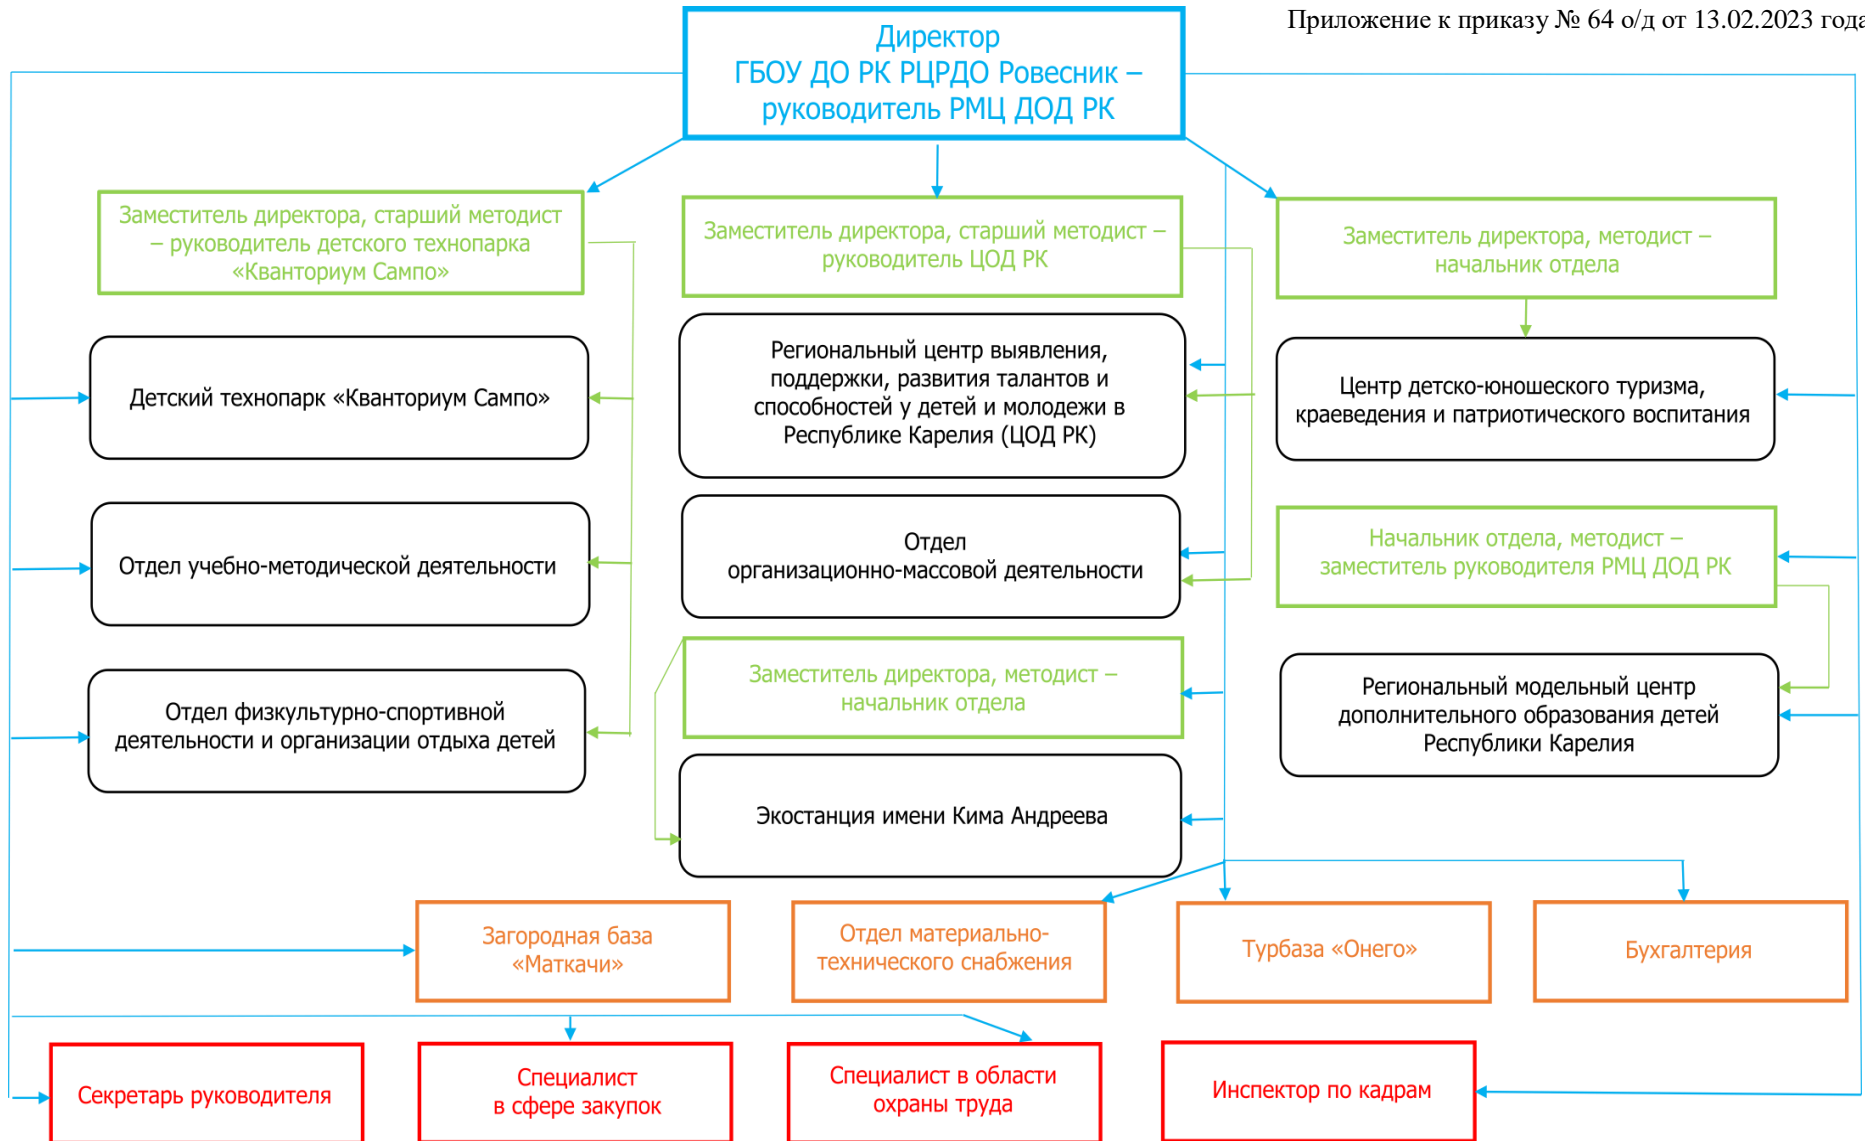 Приложение к приказу № 64 о/д от 13.02.2023 года
Директор
ГБОУ ДО РК РЦРДО Ровесник –
руководитель РМЦ ДОД РК
Заместитель директора, старший методист
– руководитель детского технопарка
«Кванториум Сампо»
Заместитель директора, старший методист –
руководитель ЦОД РК
Заместитель директора, методист –
начальник отдела
Детский технопарк «Кванториум Сампо»
Региональный центр выявления,
поддержки, развития талантов и
способностей у детей и молодежи в
Республике Карелия (ЦОД РК)
Центр детско-юношеского туризма,
краеведения и патриотического воспитания
Отдел учебно-методической деятельности
Отдел
организационно-массовой деятельности
Начальник отдела, методист –
заместитель руководителя РМЦ ДОД РК
Отдел физкультурно-спортивной
деятельности и организации отдыха детей
Заместитель директора, методист –
начальник отдела
Региональный модельный центр
дополнительного образования детей
Республики Карелия
Экостанция имени Кима Андреева
Загородная база
«Маткачи»
Отдел материально-
технического снабжения
Турбаза «Онего»
Бухгалтерия
Секретарь руководителя
Специалист
в сфере закупок
Специалист в области
охраны труда
Инспектор по кадрам